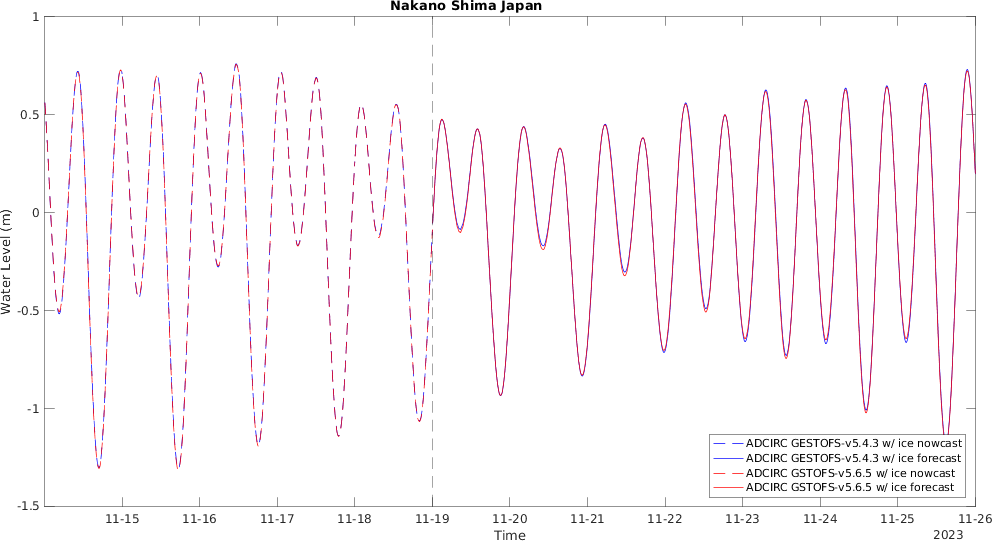 Nakano Shima Japan
1
0.5
0
-0.5
-1
-1.5
Water Level (m)
11-15 11-16 11-17 11-18 11-19 11-20 11-21 11-22 11-23 11-24 11-25 11-26
Time
2023
ADCIRC GESTOFS-v5.4.3 w/ ice nowcast
ADCIRC GESTOFS-v5.4.3 w/ ice forecast
ADCIRC GSTOFS-v5.6.5 w/ ice nowcast
ADCIRC GSTOFS-v5.6.5 w/ ice forecast